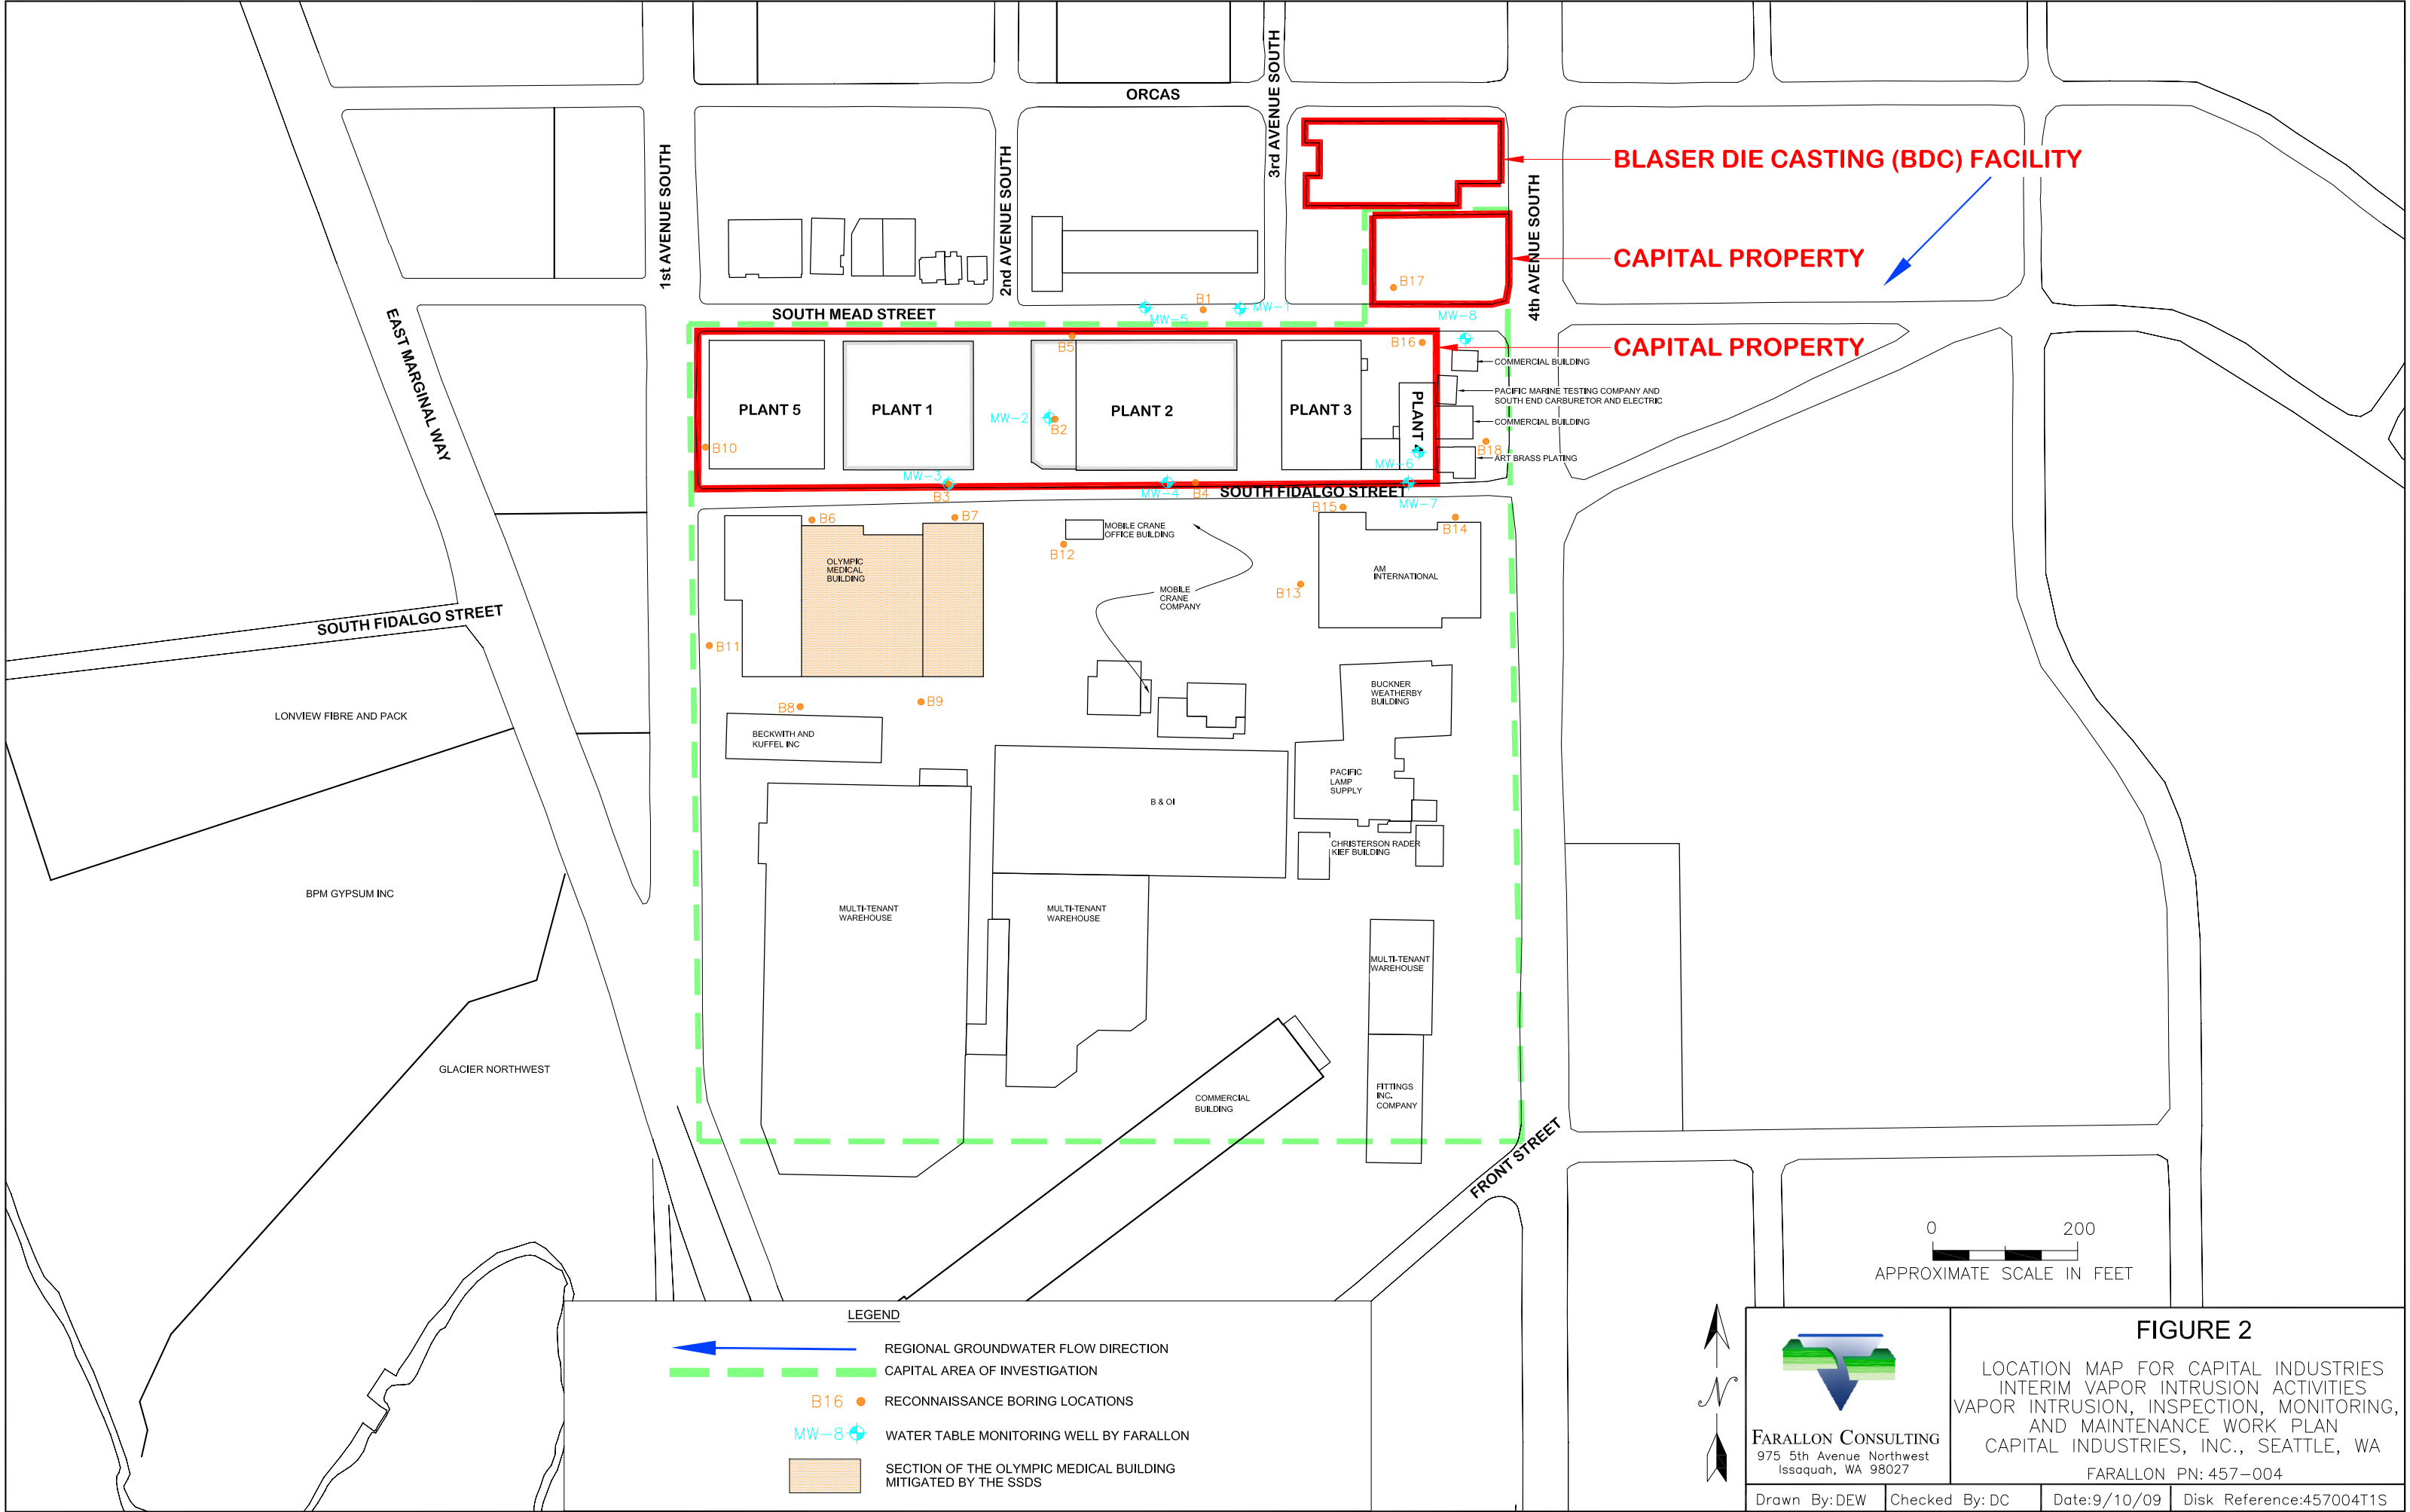 ORCAS
3rd AVENUE SOUTH
BLASER DIE CASTING (BDC) FACILITY
1st AVENUE SOUTH
2nd AVENUE SOUTH
4th AVENUE SOUTH
CAPITAL PROPERTY
B17
B1
MW-1
MW-5
SOUTH MEAD STREET
MW-8
EAST MARGINAL WAY
B5
B16
CAPITAL PROPERTY
COMMERCIAL BUILDING
PACIFIC MARINE TESTING COMPANY AND
SOUTH END CARBURETOR AND ELECTRIC
PLANT 5
PLANT 1
PLANT 2
PLANT 3
PLANT 4
MW-2
B2
COMMERCIAL BUILDING
B10
B18
ART BRASS PLATING
MW-6
MW-3
B3
MW-4
B4
SOUTH FIDALGO STREET
MW-7
B15
B14
B6
B7
MOBILE CRANE
OFFICE BUILDING
B12
OLYMPIC
MEDICAL
BUILDING
AM
INTERNATIONAL
B13
MOBILE
CRANE
COMPANY
SOUTH FIDALGO STREET
B11
BUCKNER
WEATHERBY
BUILDING
B8
B9
LONVIEW FIBRE AND PACK
BECKWITH AND
KUFFEL INC
PACIFIC
LAMP
SUPPLY
B & OI
CHRISTERSON RADER
KIEF BUILDING
BPM GYPSUM INC
MULTI-TENANT
WAREHOUSE
MULTI-TENANT
WAREHOUSE
MULTI-TENANT
WAREHOUSE
GLACIER NORTHWEST
COMMERCIAL
BUILDING
FITTINGS
INC.
COMPANY
FRONT STREET
0 200
APPROXIMATE SCALE IN FEET
LEGEND
REGIONAL GROUNDWATER FLOW DIRECTION
CAPITAL AREA OF INVESTIGATION
B16 RECONNAISSANCE BORING LOCATIONS
MW-8 WATER TABLE MONITORING WELL BY FARALLON
SECTION OF THE OLYMPIC MEDICAL BUILDING
MITIGATED BY THE SSDS
N
FARALLON CONSULTING
975 5th Avenue Northwest
Issaquah, WA 98027
FIGURE 2
LOCATION MAP FOR CAPITAL INDUSTRIES
INTERIM VAPOR INTRUSION ACTIVITIES
VAPOR INTRUSION, INSPECTION, MONITORING,
AND MAINTENANCE WORK PLAN
CAPITAL INDUSTRIES, INC., SEATTLE, WA
FARALLON PN: 457-004
Drawn By: DEW Checked By: DC Date: 9/10/09 Disk Reference: 457004T1S